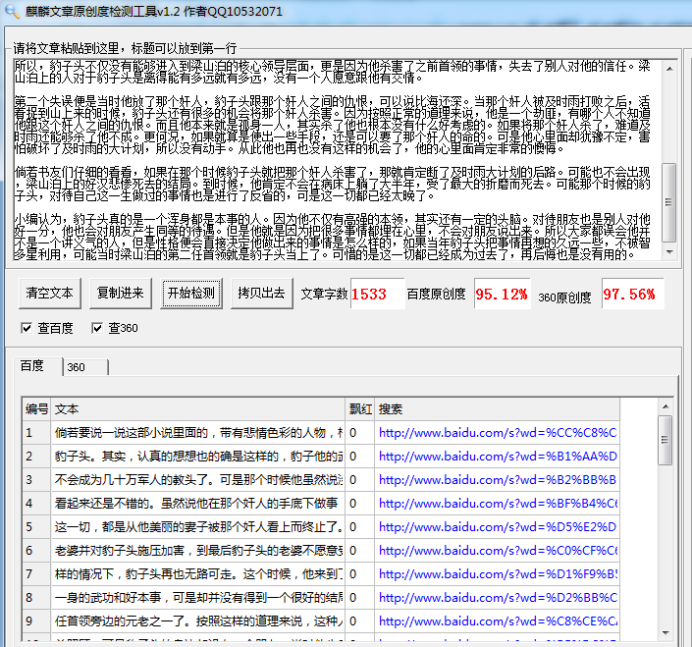 麒麟文章原创度检测工具v1.2 作者QQ10532071
请将文章粘贴到这里，标题可以放到第一行
所以，豹子头不仅没有能够进入到梁山泊的核心领导层面，更是因为他杀害了之前首领的事情，失去了别人对他的信任。梁
山泊上的人对于豹子头是离得能有多远就有多远，没有一个人愿意跟他有交情。
第二个失误便是当时他放了那个奸人，豹子头跟那个奸人之间的仇恨，可以说比海还深。当那个奸人被及时雨打败之后，活
着捉到山上来的时候，豹子头还有很多的机会将那个奸人杀害。因为按照正常的道理来说，他是一个劫匪，有哪个人不知道
他跟这个奸人之间的仇恨。而且他本来就是孤身一人，其实杀了他也根本没有什么好考虑的。如果将那个奸人杀了，难道及
时雨还能够杀了他不成。更何况，如果就算是使出一些手段，还是可以要了那个奸人的命的。可是他心里面却犹豫不定，害
怕破坏了及时雨的大计划，所以没有动手。从此他也再也没有这样的机会了，他的心里面肯定非常的懊悔。
倘若书友们仔细的看看，如果在那个时候豹子头就把那个奸人杀害了，那就肯定断了及时雨大计划的后路。可能也不会出现
，梁山泊上的好汉悲惨死去的结局。到时候，他肯定不会在病床上躺了大半年，受了最大的折磨而死去。可能那个时候的豹
子头，对待自己这一生做过的事情也是进行了反省的，可是这一切都已经太晚了。
小编认为，豹子头真的是一个浑身都是本事的人。因为他不仅有高强的本领，其实还有一定的头脑。对待朋友也是别人对他
好一分，他也会对朋友产生同等的待遇。但是他就是因为把很多事情都埋在心里，不会对朋友说出来。所以大家都误会他并
不是一个讲义气的人，但是性格便会直接决定他做出来的事情是怎么样的，如果当年豹子头把事情再想的久远一些，不被智
多星利用，可能当时梁山泊的第二任首领就是豹子头当上了。可惜的是这一切都已经成为过去了，再后悔也是没有用的。
清空文本 复制进来 开始检测 拷贝出去 文章字数 1533 百度原创度 95.12% 360原创度 97.56%
查百度 查360
百度 360
编号 文本 飘红 搜索
1 倘若要说一说这部小说里面的，带有悲情色彩的人物， 0 http://www.baidu.com/s?wd=%CC%C8%C
2 豹子头。其实，认真的想想也的确是这样的，豹子他的 0 http://www.baidu.com/s?wd=%B1%AA%D
3 不会成为几十万军人的教头了。可是那个时候他虽然说 0 http://www.baidu.com/s?wd=%B2%BB%B
4 看起来还是不错的。虽然说他在那个奸人的手底下做事 0 http://www.baidu.com/s?wd=%BF%B4%C6
5 这一切，都是从他美丽的妻子被那个奸人看上而终止了。 0 http://www.baidu.com/s?wd=%D5%E2%D
6 老婆并对豹子头施压加害，到最后豹子头的老婆不愿意 0 http://www.baidu.com/s?wd=%C0%CF%C6
7 样的情况下，豹子头再也无路可走。这个时候，他来到 0 http://www.baidu.com/s?wd=%D1%F9%B5
8 一身的武功和好本事，可是却并没有得到一个很好的结 0 http://www.baidu.com/s?wd=%D2%BB%C
9 任首领旁边的元老之一了。按照这样的道理来说，这种 0 http://www.baidu.com/s?wd=%C8%CE%C